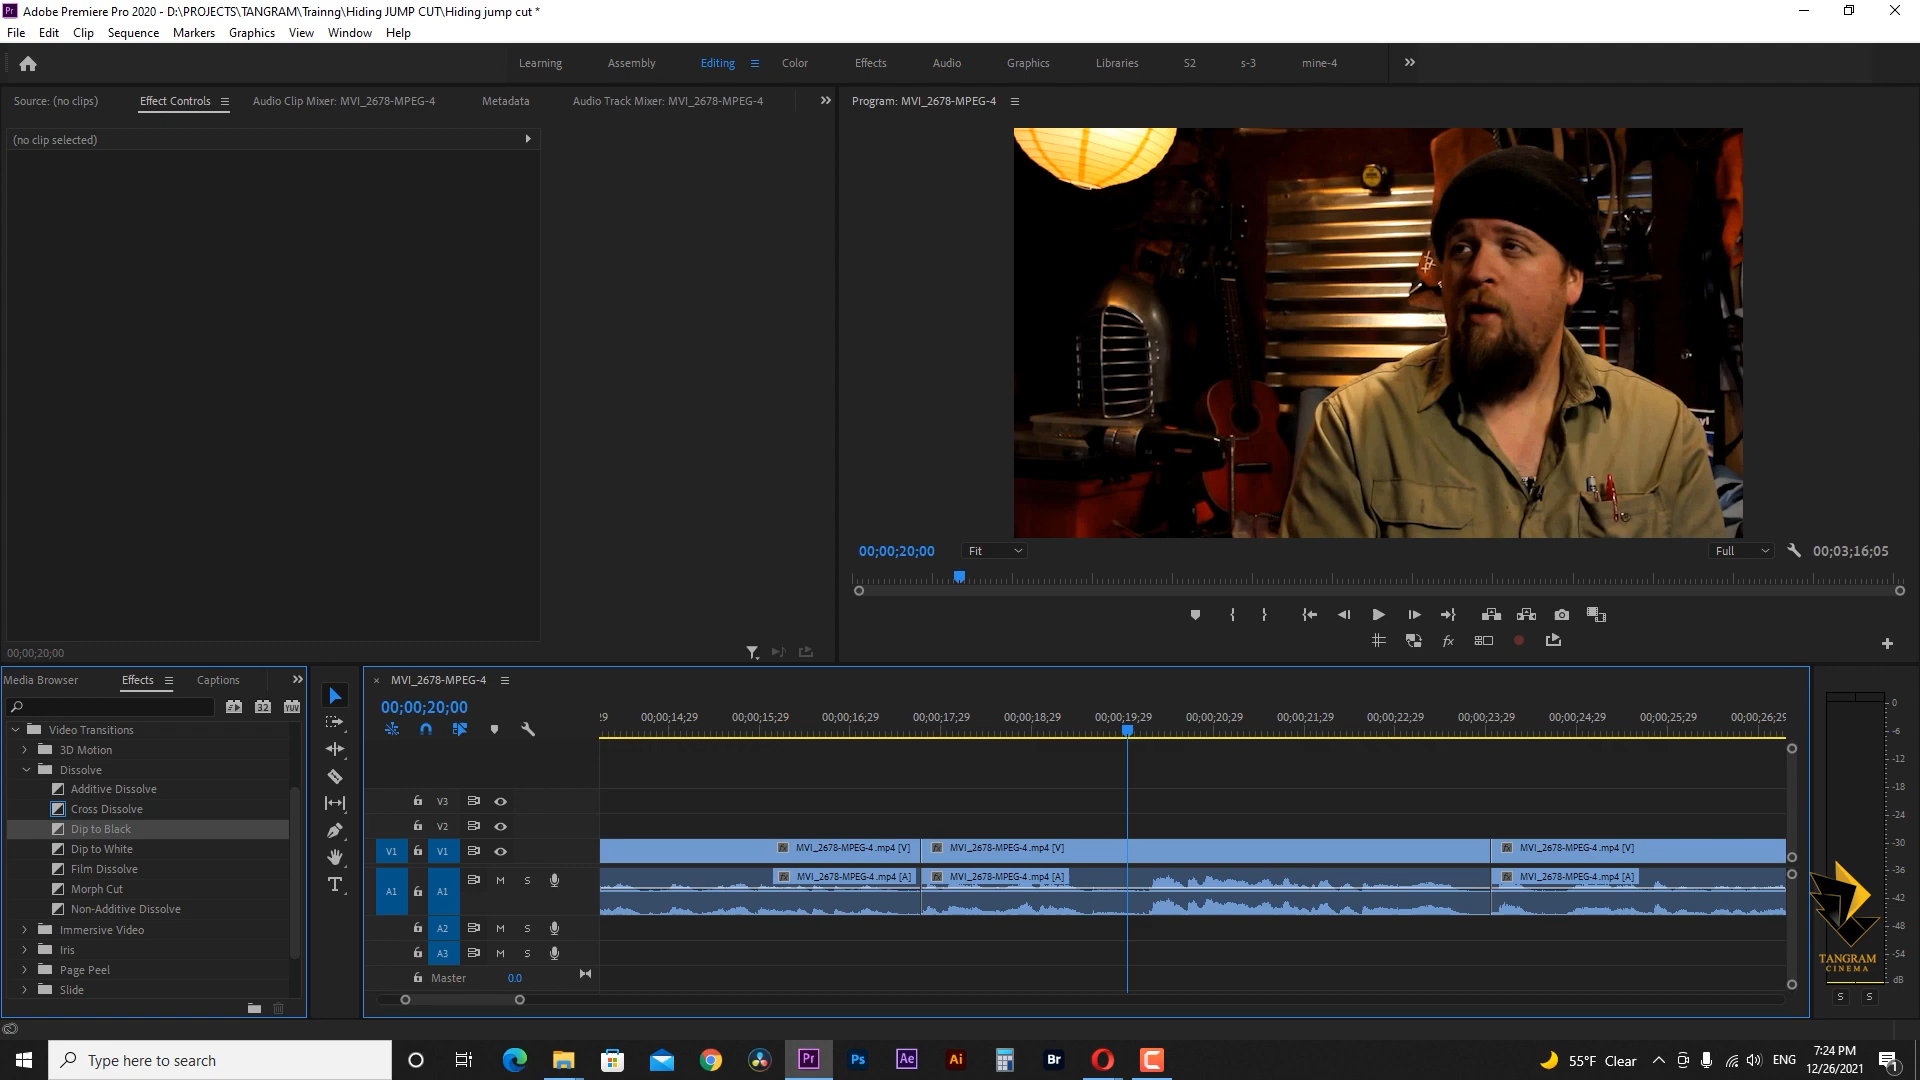 Adobe Premiere Pro 2020 - D:\PROJECTS\TANGRAM\Trainng\Hiding JUMP CUT\Hiding jump cut *
File Edit Clip Sequence Markers Graphics View Window Help
Learning Assembly Editing Color Effects Audio Graphics Libraries S2 s-3 mine-4
Source: (no clips) Effect Controls Audio Clip Mixer: MVI_2678-MPEG-4 Metadata Audio Track Mixer: MVI_2678-MPEG-4
Program: MVI_2678-MPEG-4
(no clip selected)
00;00;20;00 Fit Full 00;03;16;05
00;00;20;00
Media Browser Effects Captions
32 YUV
Video Transitions
3D Motion
Dissolve
Additive Dissolve
Cross Dissolve
Dip to Black
Dip to White
Film Dissolve
Morph Cut
Non-Additive Dissolve
Immersive Video
Iris
Page Peel
Slide
MVI_2678-MPEG-4
00;00;20;00
29 00;00;14;29 00;00;15;29 00;00;16;29 00;00;17;29 00;00;18;29 00;00;19;29 00;00;20;29 00;00;21;29 00;00;22;29 00;00;23;29 00;00;24;29 00;00;25;29 00;00;26;29
V3
V2
V1 V1 MVI_2678-MPEG-4 .mp4 [V] MVI_2678-MPEG-4 .mp4 [V] MVI_2678-MPEG-4 .mp4 [V]
A1 A1 M S MVI_2678-MPEG-4 .mp4 [A] MVI_2678-MPEG-4 .mp4 [A] MVI_2678-MPEG-4 .mp4 [A]
A2 M S
A3 M S
Master 0.0
0
-6
-12
-18
-24
-30
-36
-42
-48
-54
dB
S S
TANGRAM
CINEMA
Type here to search
Pr Ps Ae Ai Br
55°F Clear ENG
7:24 PM
12/26/2021
1